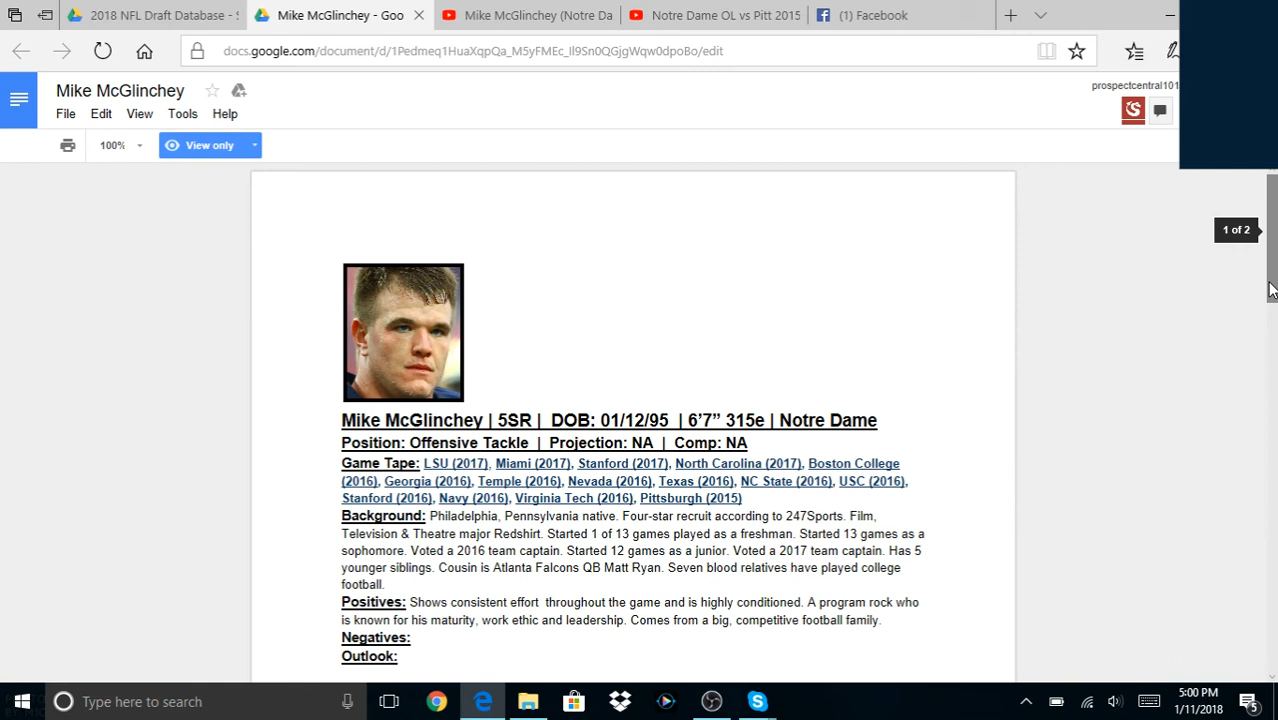 2018 NFL Draft Database - S
Mike McGlinchey - Goo
Mike McGlinchey (Notre Da
Notre Dame OL vs Pitt 2015
(1) Facebook
docs.google.com/document/d/1Pedmeq1HuaXqpQa_M5yFMEc_Il9Sn0QGjgWqw0dpoBo/edit
Mike McGlinchey
prospectcentral101
File Edit View Tools Help
100% View only
1 of 2
Mike McGlinchey | 5SR | DOB: 01/12/95 | 6'7” 315e | Notre Dame
Position: Offensive Tackle | Projection: NA | Comp: NA
Game Tape: LSU (2017), Miami (2017), Stanford (2017), North Carolina (2017), Boston College
(2016), Georgia (2016), Temple (2016), Nevada (2016), Texas (2016), NC State (2016), USC (2016),
Stanford (2016), Navy (2016), Virginia Tech (2016), Pittsburgh (2015)
Background: Philadelphia, Pennsylvania native. Four-star recruit according to 247Sports. Film,
Television & Theatre major Redshirt. Started 1 of 13 games played as a freshman. Started 13 games as a
sophomore. Voted a 2016 team captain. Started 12 games as a junior. Voted a 2017 team captain. Has 5
younger siblings. Cousin is Atlanta Falcons QB Matt Ryan. Seven blood relatives have played college
football.
Positives: Shows consistent effort throughout the game and is highly conditioned. A program rock who
is known for his maturity, work ethic and leadership. Comes from a big, competitive football family.
Negatives:
Outlook:
Type here to search
5:00 PM
1/11/2018
5